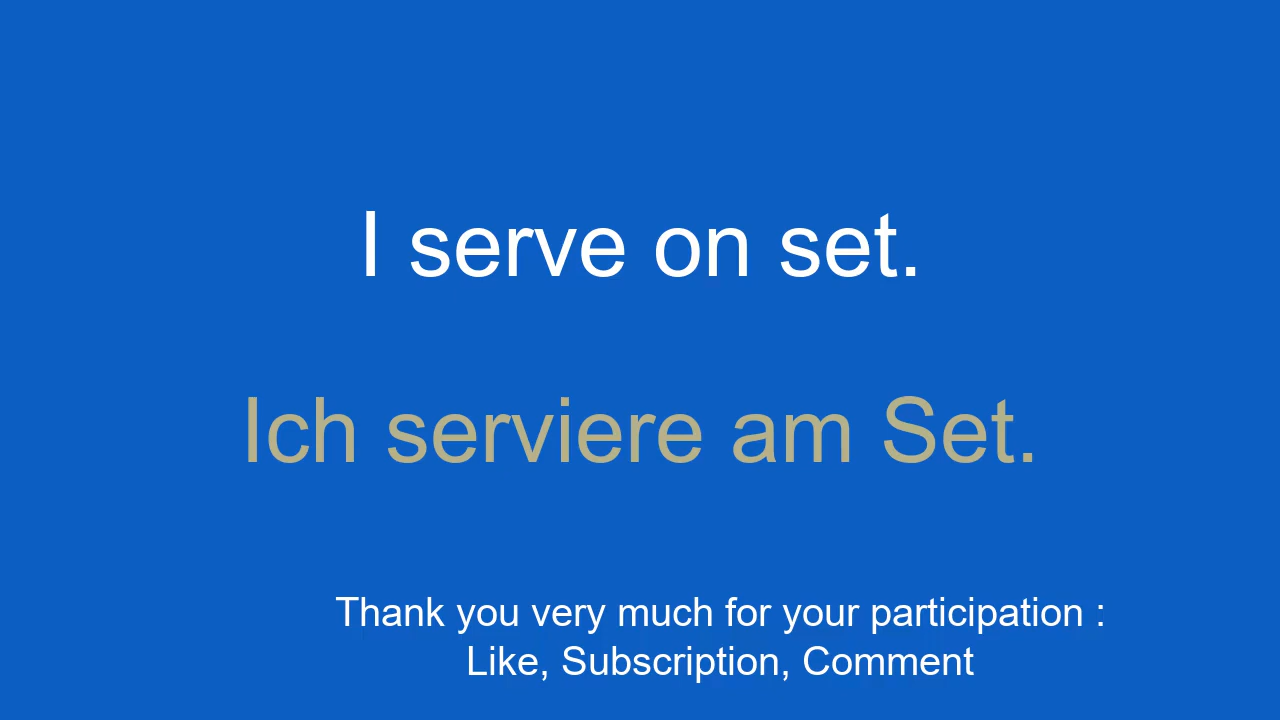 I serve on set.
Ich serviere am Set.
Thank you very much for your participation :
Like, Subscription, Comment